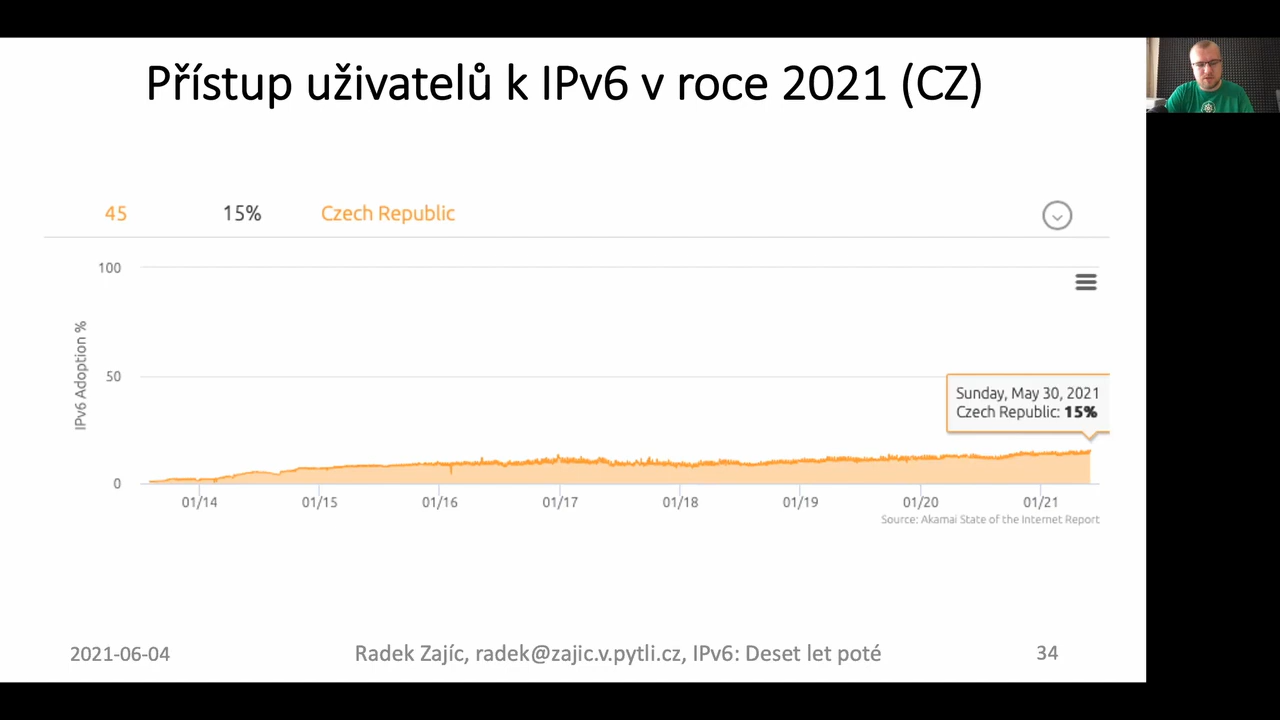 Přístup uživatelů k IPv6 v roce 2021 (CZ)
45 15% Czech Republic
100
IPv6 Adoption %
50
Sunday, May 30, 2021
Czech Republic: 15%
0
01/14 01/15 01/16 01/17 01/18 01/19 01/20 01/21
Source: Akamai State of the Internet Report
2021-06-04 Radek Zajíc, radek@zajic.v.pytli.cz, IPv6: Deset let poté 34